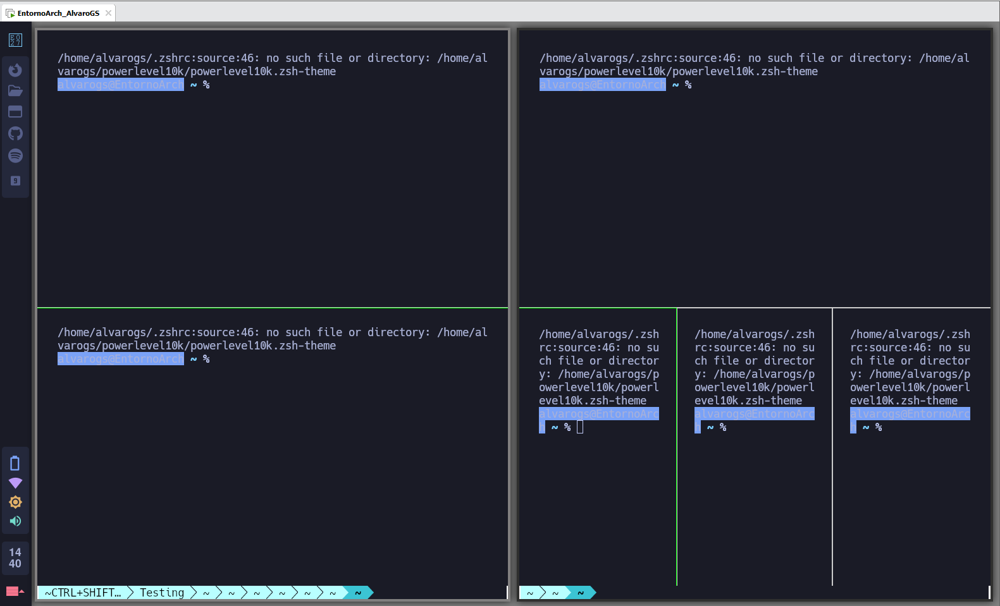 EntornoArch_AlvaroGS
E0
27
9
14
40
/home/alvarogs/.zshrc:source:46: no such file or directory: /home/al
varogs/powerlevel10k/powerlevel10k.zsh-theme
alvarogs@EntornoArch ~ %
/home/alvarogs/.zshrc:source:46: no such file or directory: /home/al
varogs/powerlevel10k/powerlevel10k.zsh-theme
alvarogs@EntornoArch ~ %
~CTRL+SHIFT… Testing ~ ~ ~ ~ ~ ~ ~
/home/alvarogs/.zshrc:source:46: no such file or directory: /home/al
varogs/powerlevel10k/powerlevel10k.zsh-theme
alvarogs@EntornoArch ~ %
/home/alvarogs/.zsh
rc:source:46: no su
ch file or director
y: /home/alvarogs/p
owerlevel10k/powerl
evel10k.zsh-theme
alvarogs@EntornoArc
h ~ %
/home/alvarogs/.zsh
rc:source:46: no su
ch file or director
y: /home/alvarogs/p
owerlevel10k/powerl
evel10k.zsh-theme
alvarogs@EntornoArc
h ~ %
/home/alvarogs/.zsh
rc:source:46: no su
ch file or director
y: /home/alvarogs/p
owerlevel10k/powerl
evel10k.zsh-theme
alvarogs@EntornoArc
h ~ %
~ ~ ~